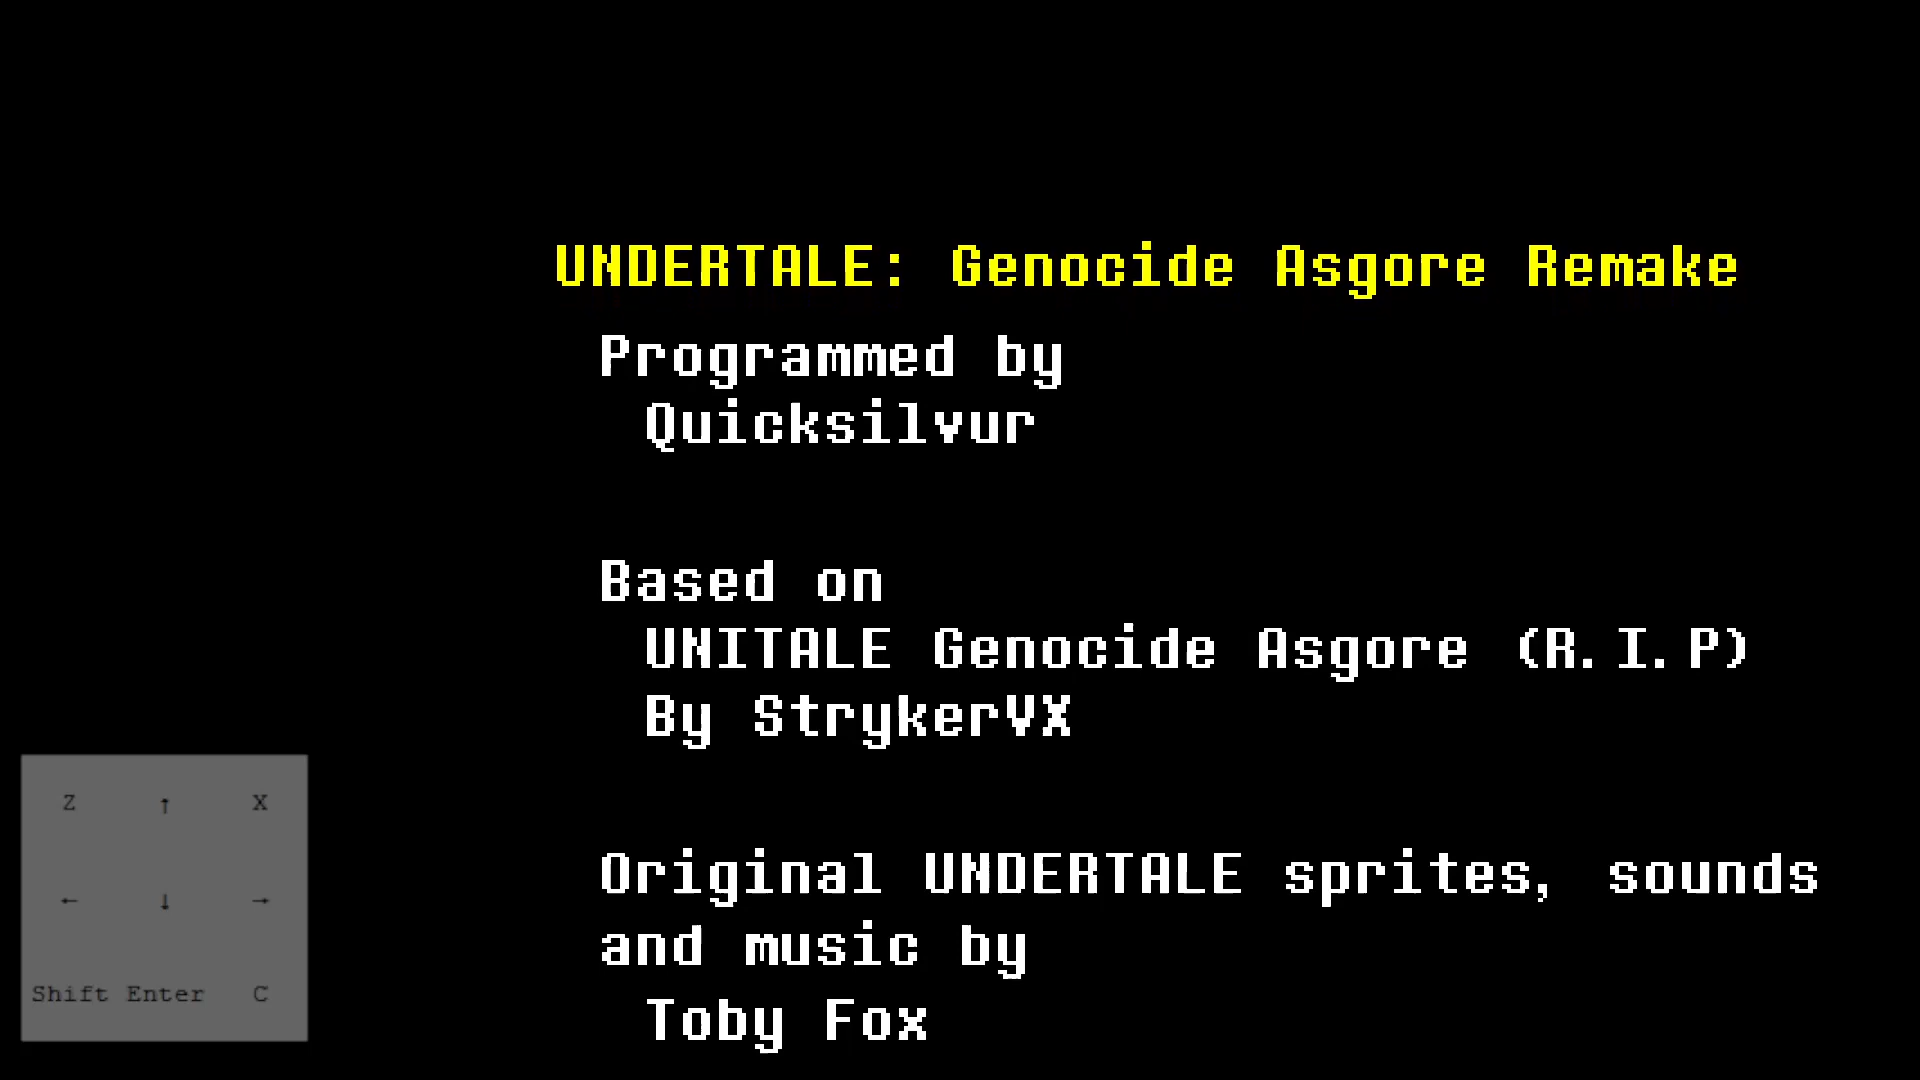 UNDERTALE: Genocide Asgore Remake
Programmed by
Quicksilvur
Based on
UNITALE Genocide Asgore (R.I.P)
By StrykerVX
Original UNDERTALE sprites, sounds
and music by
Toby Fox
Z ↑ X
← ↓ →
Shift Enter C